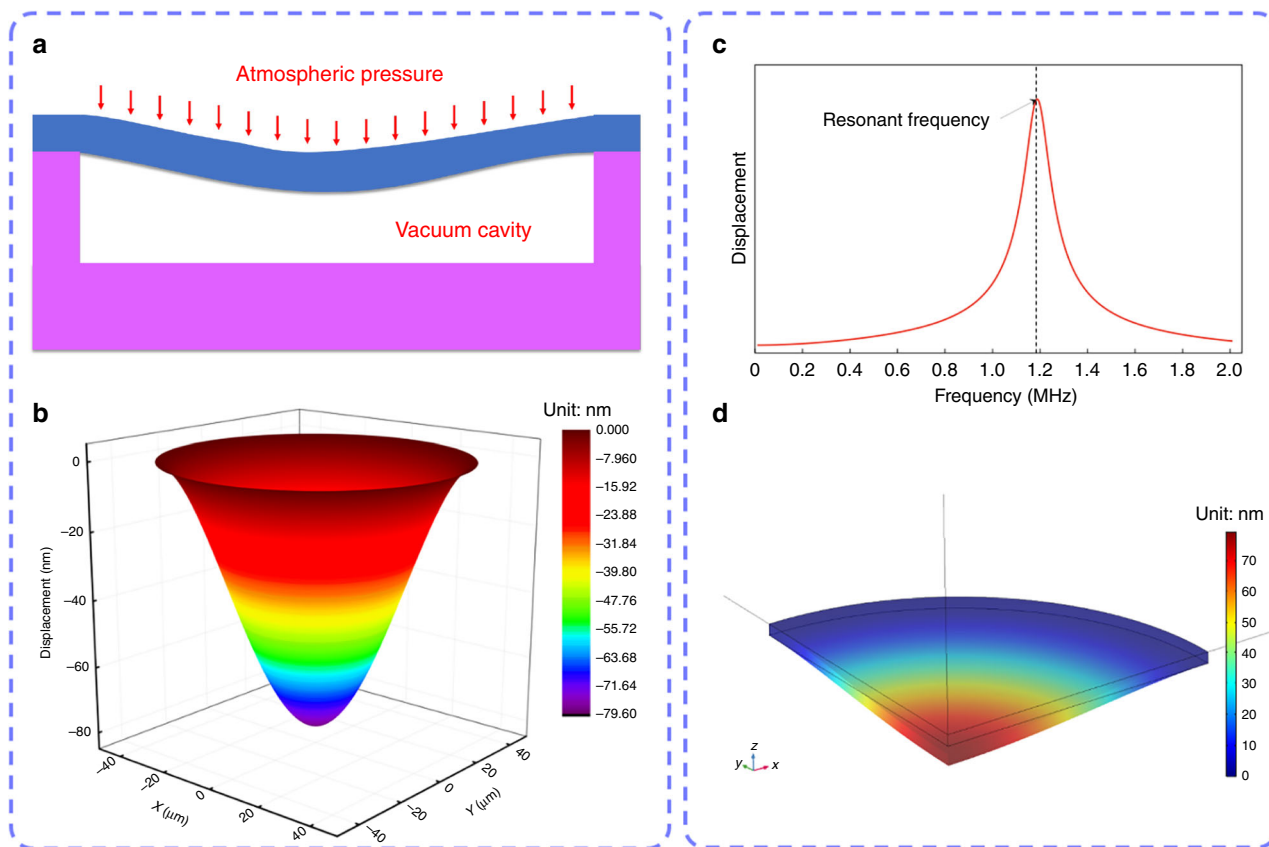 a
Atmospheric pressure
Vacuum cavity
b
Unit: nm
0.000
−7.960
−15.92
−23.88
−31.84
−39.80
−47.76
−55.72
−63.68
−71.64
−79.60
Displacement (nm)
0
−20
−40
−60
−80
−40
−20
0
20
40
X (μm)
−40
−20
0
20
40
Y (μm)
c
Resonant frequency
Displacement
0 0.2 0.4 0.6 0.8 1.0 1.2 1.4 1.6 1.8 2.0
Frequency (MHz)
d
Unit: nm
70
60
50
40
30
20
10
0
z
y x